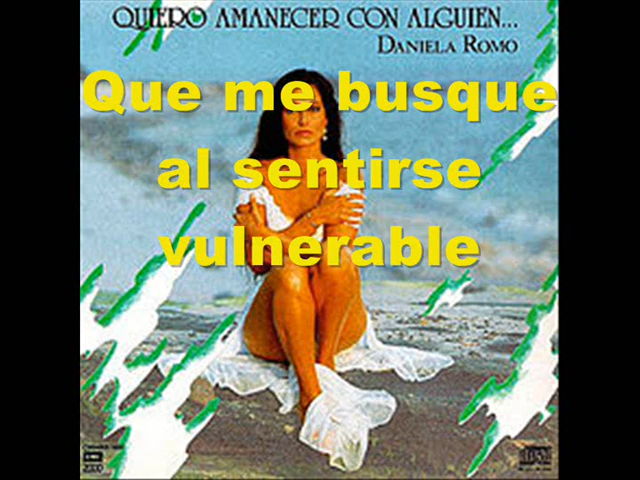 QUIERO AMANECER CON ALGUIEN...
DANIELA ROMO
Que me busque
al sentirse
vulnerable